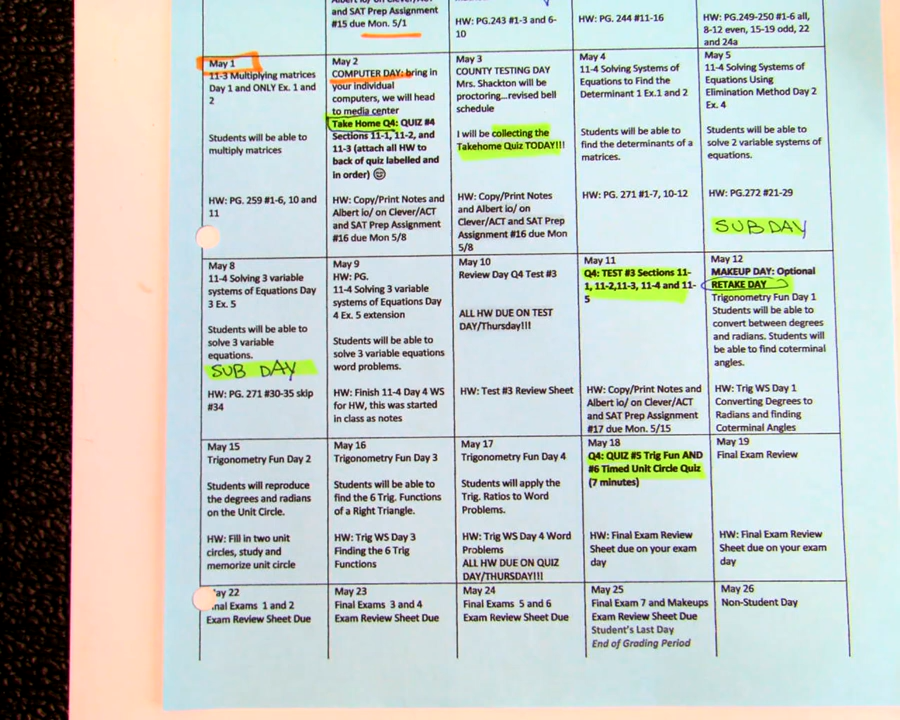 Albert io/ on Clever/ACT
and SAT Prep Assignment
#15 due Mon. 5/1
HW: PG.243 #1-3 and 6-
10
HW: PG. 244 #11-16
HW: PG.249-250 #1-6 all,
8-12 even, 15-19 odd, 22
and 24a
May 1
11-3 Multiplying matrices
Day 1 and ONLY Ex. 1 and
2
Students will be able to
multiply matrices
HW: PG. 259 #1-6, 10 and
11
May 2
COMPUTER DAY: bring in
your individual
computers, we will head
to media center
Take Home Q4: QUIZ #4
Sections 11-1, 11-2, and
11-3 (attach all HW to
back of quiz labelled and
in order) ☺
HW: Copy/Print Notes and
Albert io/ on Clever/ACT
and SAT Prep Assignment
#16 due Mon 5/8
May 3
COUNTY TESTING DAY
Mrs. Shackton will be
proctoring...revised bell
schedule
I will be collecting the
Takehome Quiz TODAY!!!
HW: Copy/Print Notes
and Albert io/ on
Clever/ACT and SAT Prep
Assignment #16 due Mon
5/8
May 4
11-4 Solving Systems of
Equations to Find the
Determinant 1 Ex.1 and 2
Students will be able to
find the determinants of a
matrices.
HW: PG. 271 #1-7, 10-12
May 5
11-4 Solving Systems of
Equations Using
Elimination Method Day 2
Ex. 4
Students will be able to
solve 2 variable systems of
equations.
HW: PG.272 #21-29
SUB DAY
May 8
11-4 Solving 3 variable
systems of Equations Day
3 Ex. 5
Students will be able to
solve 3 variable
equations.
SUB DAY
HW: PG. 271 #30-35 skip
#34
May 9
HW: PG.
11-4 Solving 3 variable
systems of Equations Day
4 Ex. 5 extension
Students will be able to
solve 3 variable equations
word problems.
HW: Finish 11-4 Day 4 WS
for HW, this was started
in class as notes
May 10
Review Day Q4 Test #3
ALL HW DUE ON TEST
DAY/Thursday!!!
HW: Test #3 Review Sheet
May 11
Q4: TEST #3 Sections 11-
1, 11-2,11-3, 11-4 and 11-
5
HW: Copy/Print Notes and
Albert io/ on Clever/ACT
and SAT Prep Assignment
#17 due Mon. 5/15
May 12
MAKEUP DAY: Optional
RETAKE DAY
Trigonometry Fun Day 1
Students will be able to
convert between degrees
and radians. Students will
be able to find coterminal
angles.
HW: Trig WS Day 1
Converting Degrees to
Radians and finding
Coterminal Angles
May 15
Trigonometry Fun Day 2
Students will reproduce
the degrees and radians
on the Unit Circle.
HW: Fill in two unit
circles, study and
memorize unit circle
May 16
Trigonometry Fun Day 3
Students will be able to
find the 6 Trig. Functions
of a Right Triangle.
HW: Trig WS Day 3
Finding the 6 Trig
Functions
May 17
Trigonometry Fun Day 4
Students will apply the
Trig. Ratios to Word
Problems.
HW: Trig WS Day 4 Word
Problems
ALL HW DUE ON QUIZ
DAY/THURSDAY!!!
May 18
Q4: QUIZ #5 Trig Fun AND
#6 Timed Unit Circle Quiz
(7 minutes)
HW: Final Exam Review
Sheet due on your exam
day
May 19
Final Exam Review
HW: Final Exam Review
Sheet due on your exam
day
ay 22
nal Exams 1 and 2
Exam Review Sheet Due
May 23
Final Exams 3 and 4
Exam Review Sheet Due
May 24
Final Exams 5 and 6
Exam Review Sheet Due
May 25
Final Exam 7 and Makeups
Exam Review Sheet Due
Student's Last Day
End of Grading Period
May 26
Non-Student Day